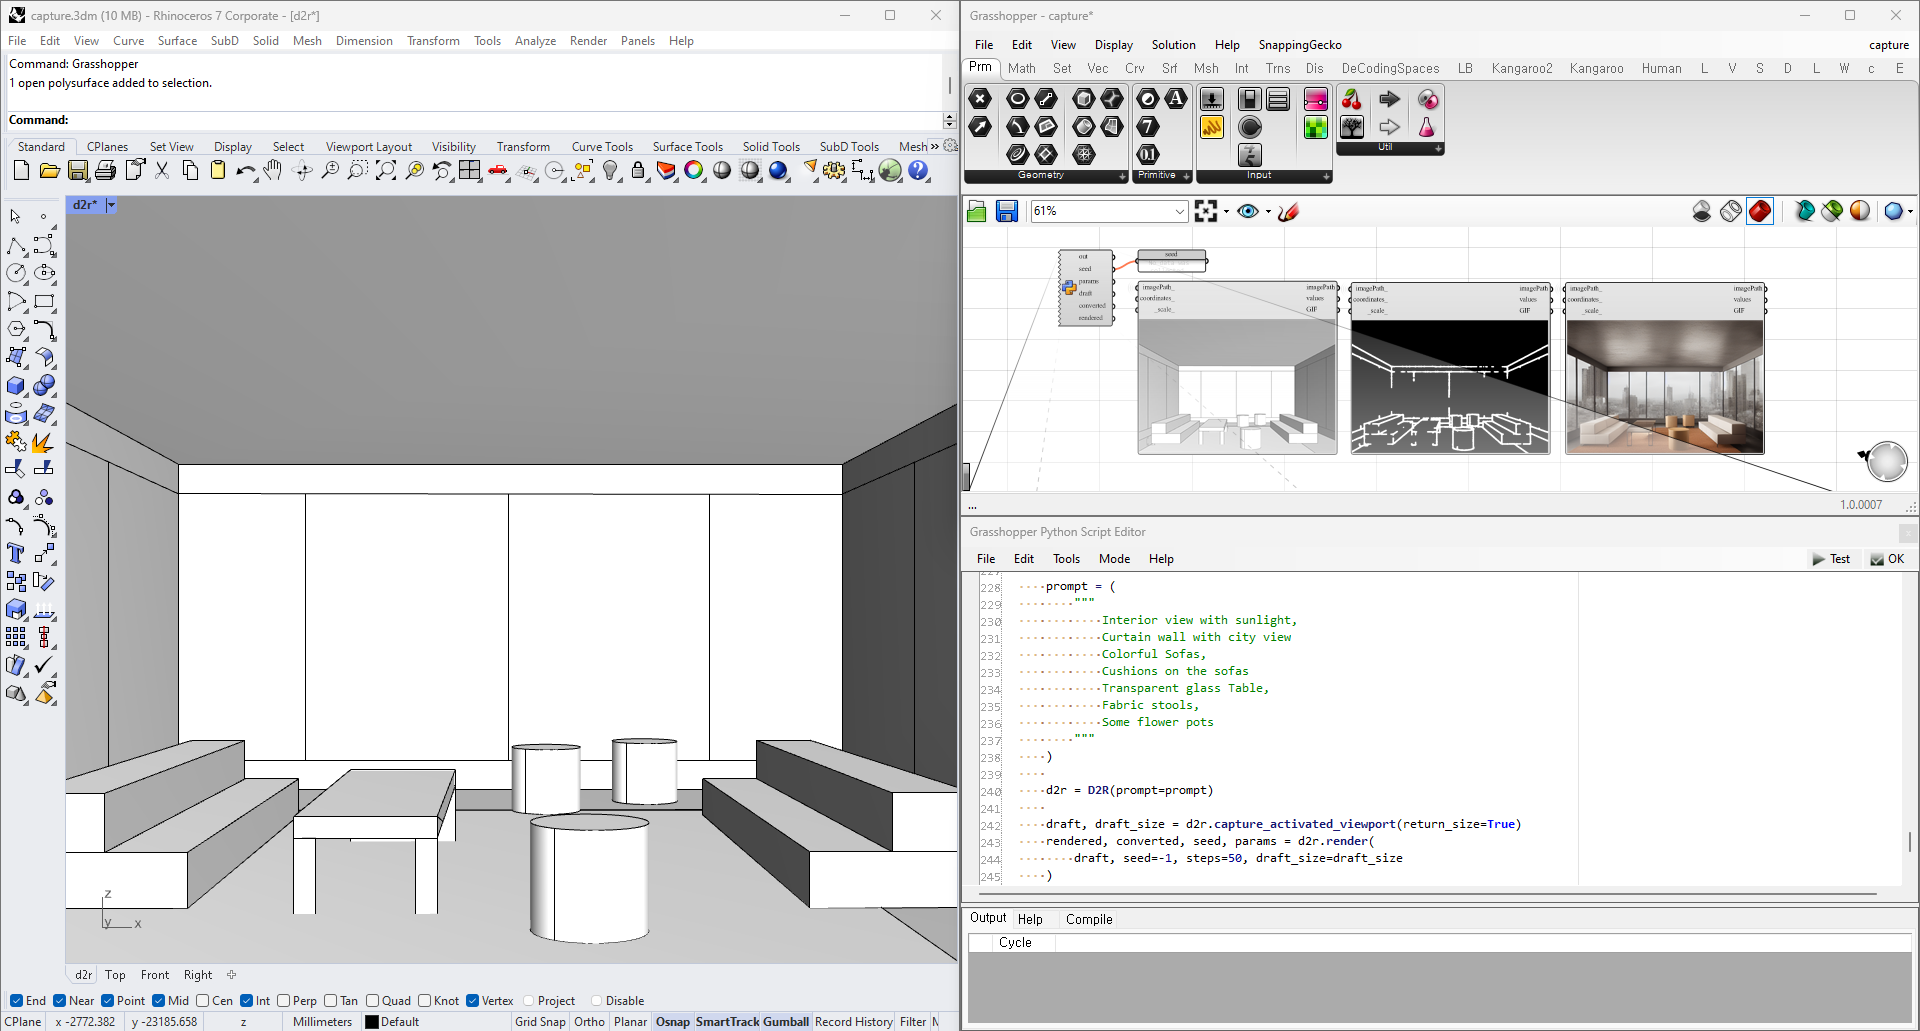 capture.3dm (10 MB) - Rhinoceros 7 Corporate - [d2r*]
File Edit View Curve Surface SubD Solid Mesh Dimension Transform Tools Analyze Render Panels Help
Command: Grasshopper
1 open polysurface added to selection.
Command:
Standard CPlanes Set View Display Select Viewport Layout Visibility Transform Curve Tools Surface Tools Solid Tools SubD Tools Mesh »
d2r*
z
y x
d2r Top Front Right
End Near Point Mid Cen Int Perp Tan Quad Knot Vertex Project Disable
CPlane x -2772.382 y -23185.658 z Millimeters Default Grid Snap Ortho Planar Osnap SmartTrack Gumball Record History Filter M
Grasshopper - capture*
File Edit View Display Solution Help SnappingGecko capture
Prm Math Set Vec Crv Srf Msh Int Trns Dis DeCodingSpaces LB Kangaroo2 Kangaroo Human L V S D L W c E
Geometry Primitive Input Util
61%
out
seed
params
draft
converted
rendered
seed
imagePath_ imagePath
coordinates_ values
_scale_ GIF
imagePath_ imagePath
coordinates_ values
_scale_ GIF
imagePath_ imagePath
coordinates_ values
_scale_ GIF
... 1.0.0007
Grasshopper Python Script Editor
File Edit Tools Mode Help Test OK
227
228 prompt = (
229 """
230 Interior view with sunlight,
231 Curtain wall with city view
232 Colorful Sofas,
233 Cushions on the sofas
234 Transparent glass Table,
235 Fabric stools,
236 Some flower pots
237 """
238 )
239
240 d2r = D2R(prompt=prompt)
241
242 draft, draft_size = d2r.capture_activated_viewport(return_size=True)
243 rendered, converted, seed, params = d2r.render(
244 draft, seed=-1, steps=50, draft_size=draft_size
245 )
Output Help Compile
Cycle